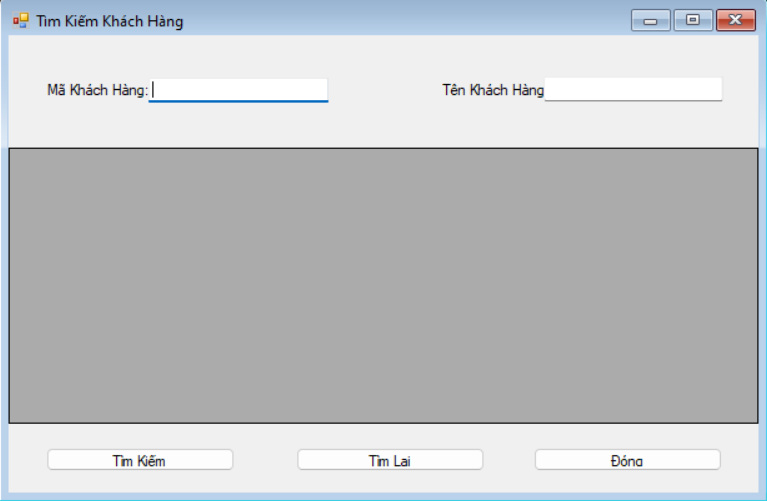 Tìm Kiếm Khách Hàng
Mã Khách Hàng:
Tên Khách Hàng
Tìm Kiếm
Tìm Lại
Đóng